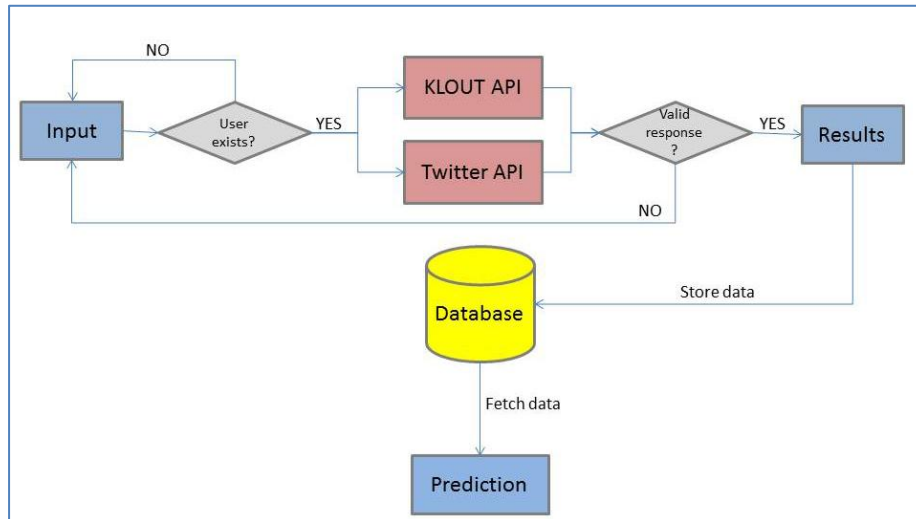 NO
Input
User
exists?
YES
KLOUT API
Twitter API
Valid
response
?
YES
Results
NO
Store data
Database
Fetch data
Prediction